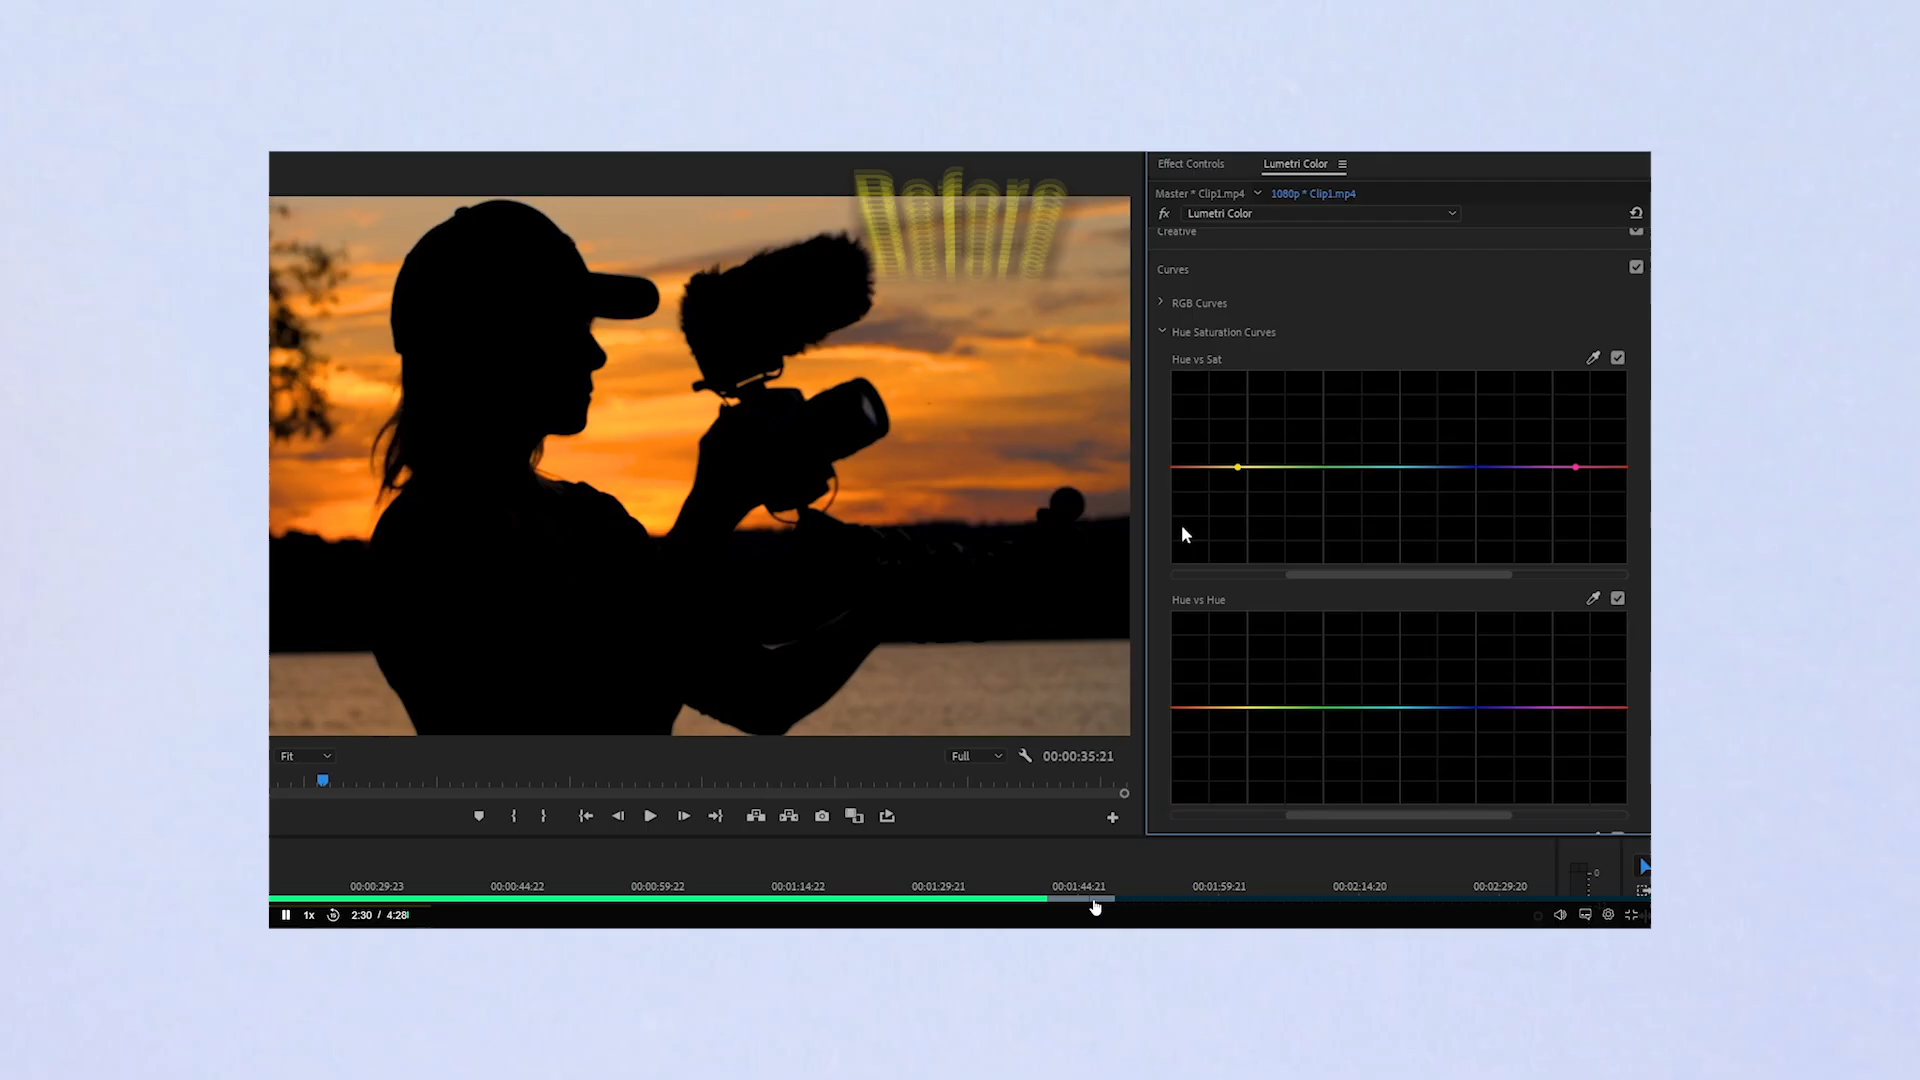 Effect Controls
Lumetri Color
Master * Clip1.mp4
1080p * Clip1.mp4
fx
Lumetri Color
Creative
Curves
RGB Curves
Hue Saturation Curves
Hue vs Sat
Hue vs Hue
Before
Fit
Full
00:00:35:21
00:00:29:23
00:00:44:22
00:00:59:22
00:01:14:22
00:01:29:21
00:01:44:21
00:01:59:21
00:02:14:20
00:02:29:20
0
1x
2:30 / 4:28